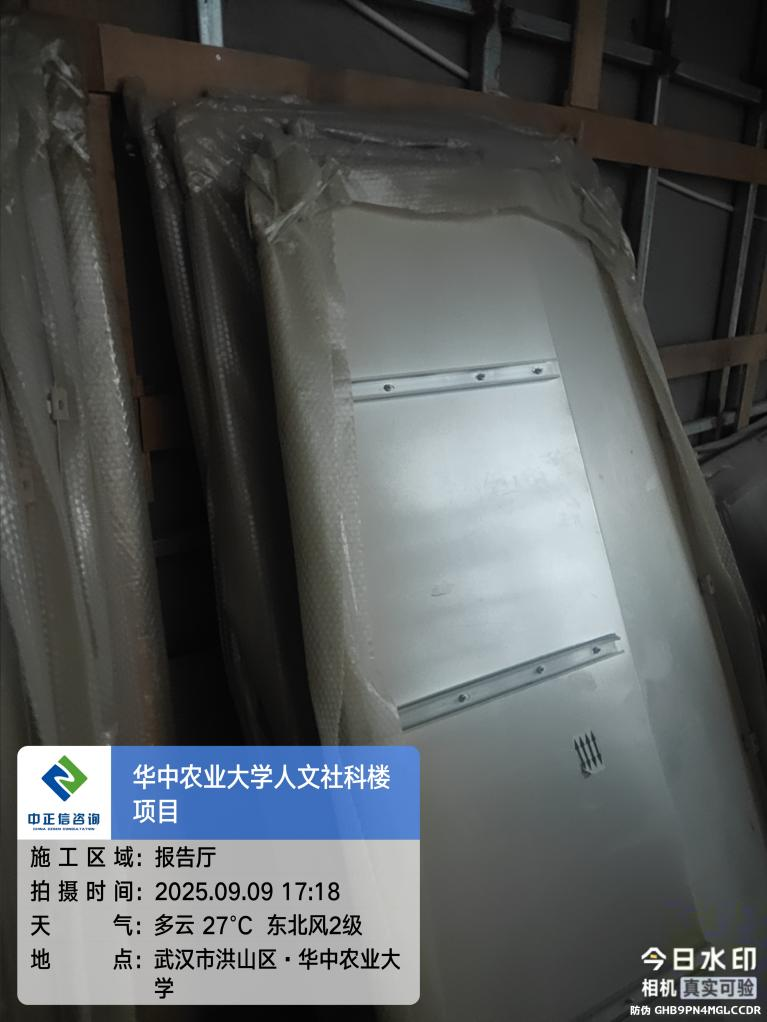 华中农业大学人文社科楼
项目
中正信咨询
CHINA ZENXIN CONSULTATION
施工区域：报告厅
拍摄时间：2025.09.09 17:18
天气：多云 27°C 东北风2级
地点：武汉市洪山区·华中农业大
学
今日水印
相机 真实可验
防伪 GHB9PN4MGLCCDR